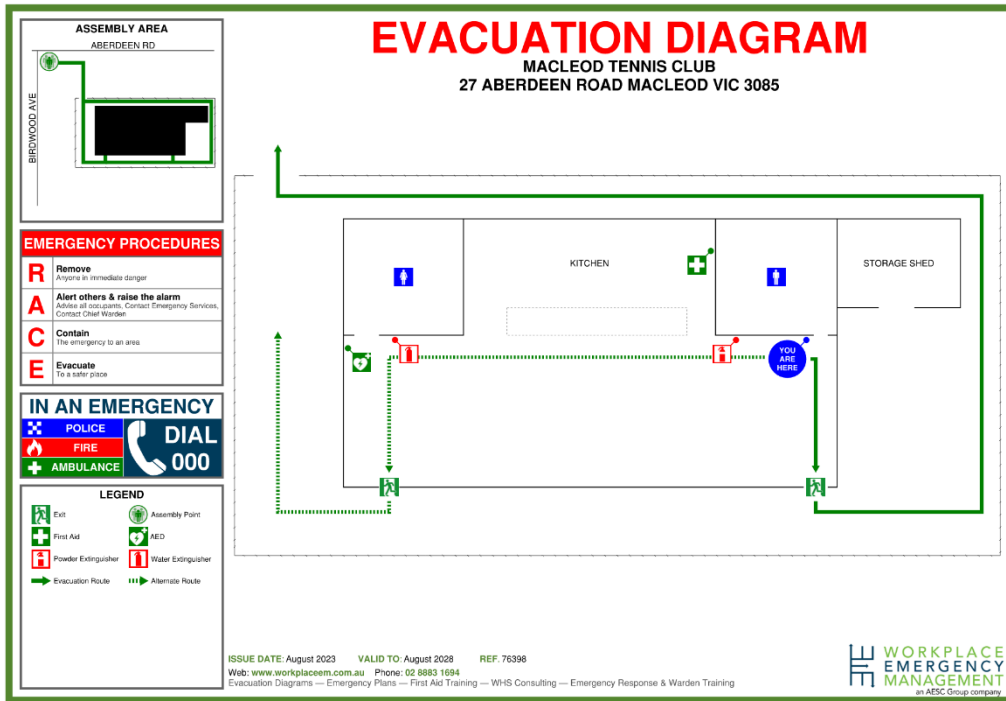 EVACUATION DIAGRAM
MACLEOD TENNIS CLUB
27 ABERDEEN ROAD MACLEOD VIC 3085
ASSEMBLY AREA
ABERDEEN RD
BIRDWOOD AVE
EMERGENCY PROCEDURES
R Remove
Anyone in immediate danger
A Alert others & raise the alarm
Advise all occupants, Contact Emergency Services,
Contact Chief Warden
C Contain
The emergency to an area
E Evacuate
To a safer place
IN AN EMERGENCY
POLICE
FIRE
AMBULANCE
DIAL
000
LEGEND
Exit
Assembly Point
First Aid
AED
Powder Extinguisher
Water Extinguisher
Evacuation Route
Alternate Route
KITCHEN
STORAGE SHED
YOU
ARE
HERE
ISSUE DATE: August 2023 VALID TO: August 2028 REF. 76398
Web: www.workplaceem.com.au Phone: 02 8883 1694
Evacuation Diagrams — Emergency Plans — First Aid Training — WHS Consulting — Emergency Response & Warden Training
WORKPLACE
EMERGENCY
MANAGEMENT
an AESC Group company